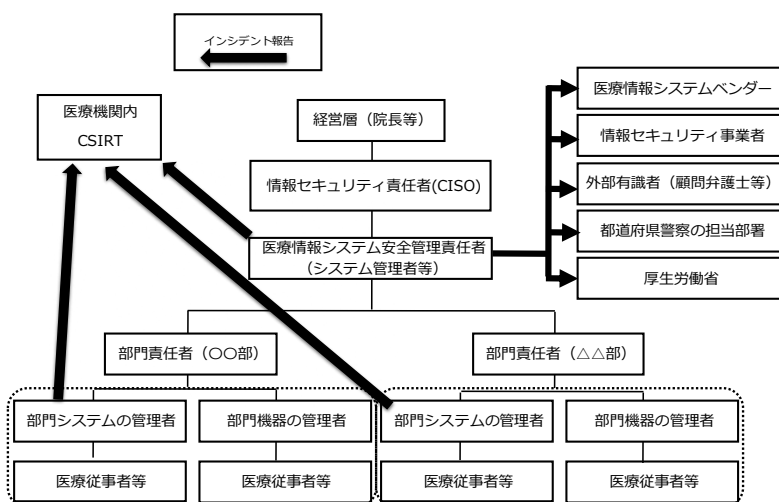 インシデント報告
医療機関内
CSIRT
経営層（院長等）
情報セキュリティ責任者(CISO)
医療情報システム安全管理責任者
（システム管理者等）
医療情報システムベンダー
情報セキュリティ事業者
外部有識者（顧問弁護士等）
都道府県警察の担当部署
厚生労働省
部門責任者（〇〇部）
部門責任者（△△部）
部門システムの管理者
部門機器の管理者
部門システムの管理者
部門機器の管理者
医療従事者等
医療従事者等
医療従事者等
医療従事者等